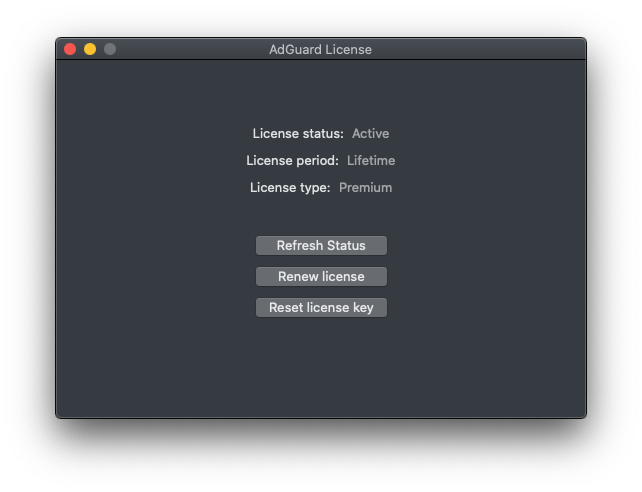 AdGuard License
License status: Active
License period: Lifetime
License type: Premium
Refresh Status
Renew license
Reset license key